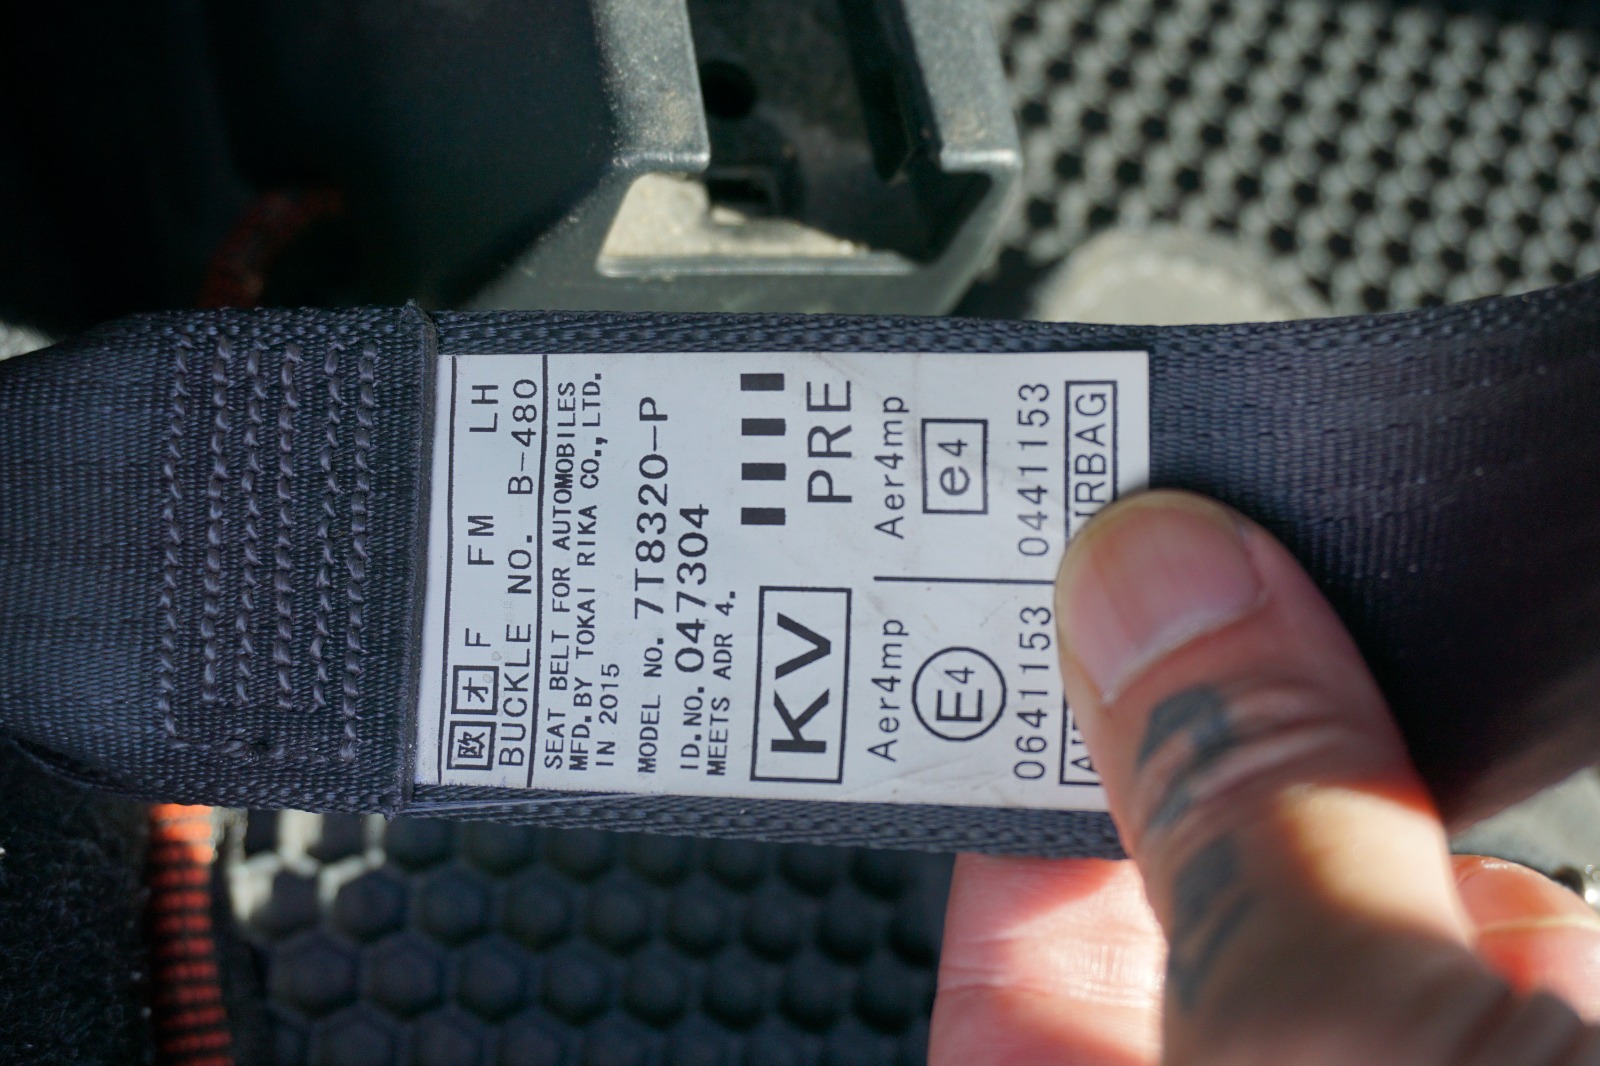 欧 オ F FM LH
BUCKLE NO. B-480
SEAT BELT FOR AUTOMOBILES
MFD. BY TOKAI RIKA CO., LTD.
IN 2015
MODEL NO. 7T8320-P
ID.NO. 047304
MEETS ADR 4.
KV
PRE
Aer4mp Aer4mp
E4 e4
0641153 0441153